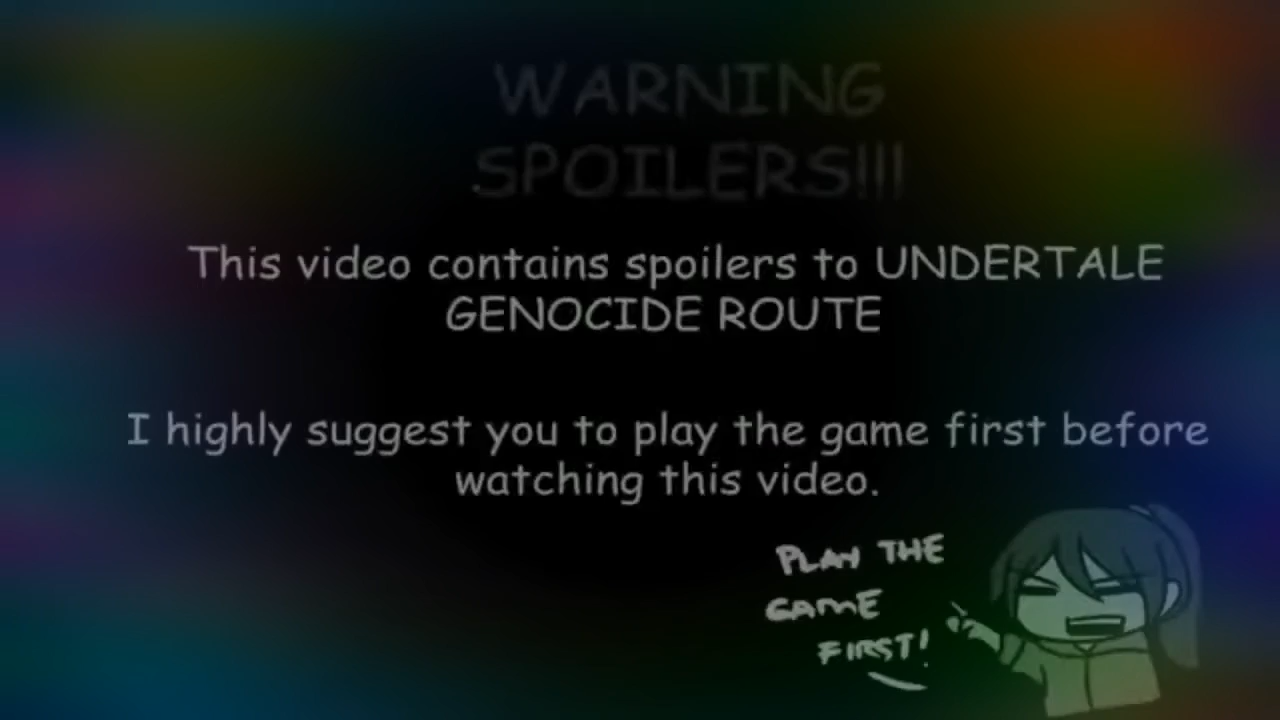 WARNING
SPOILERS!!!
This video contains spoilers to UNDERTALE
GENOCIDE ROUTE
I highly suggest you to play the game first before
watching this video.
PLAY THE
GAME
FIRST!